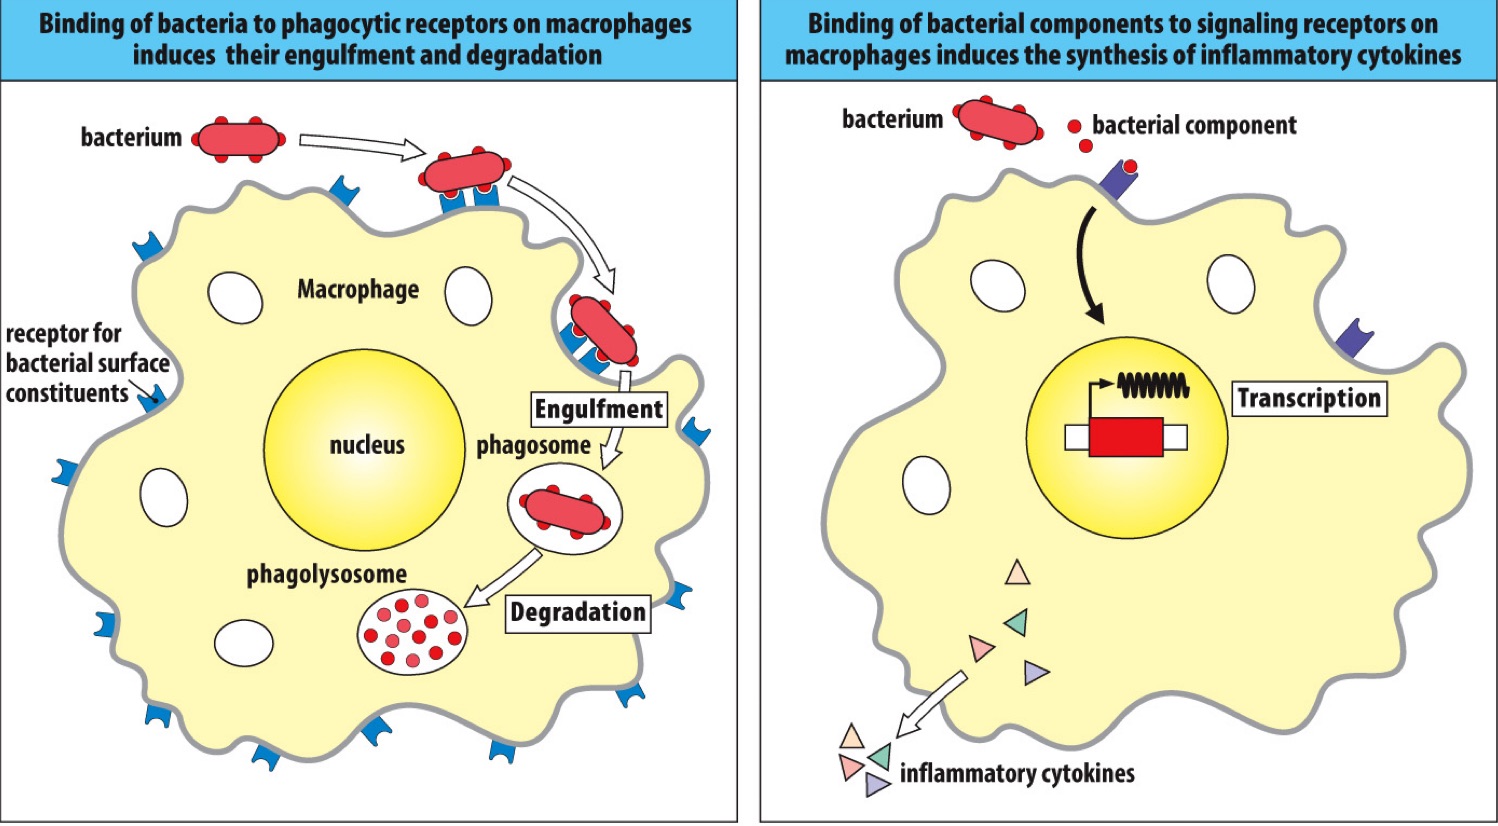 Binding of bacteria to phagocytic receptors on macrophages
induces their engulfment and degradation
bacterium
Macrophage
receptor for
bacterial surface
constituents
Engulfment
nucleus
phagosome
phagolysosome
Degradation
Binding of bacterial components to signaling receptors on
macrophages induces the synthesis of inflammatory cytokines
bacterium
bacterial component
Transcription
inflammatory cytokines